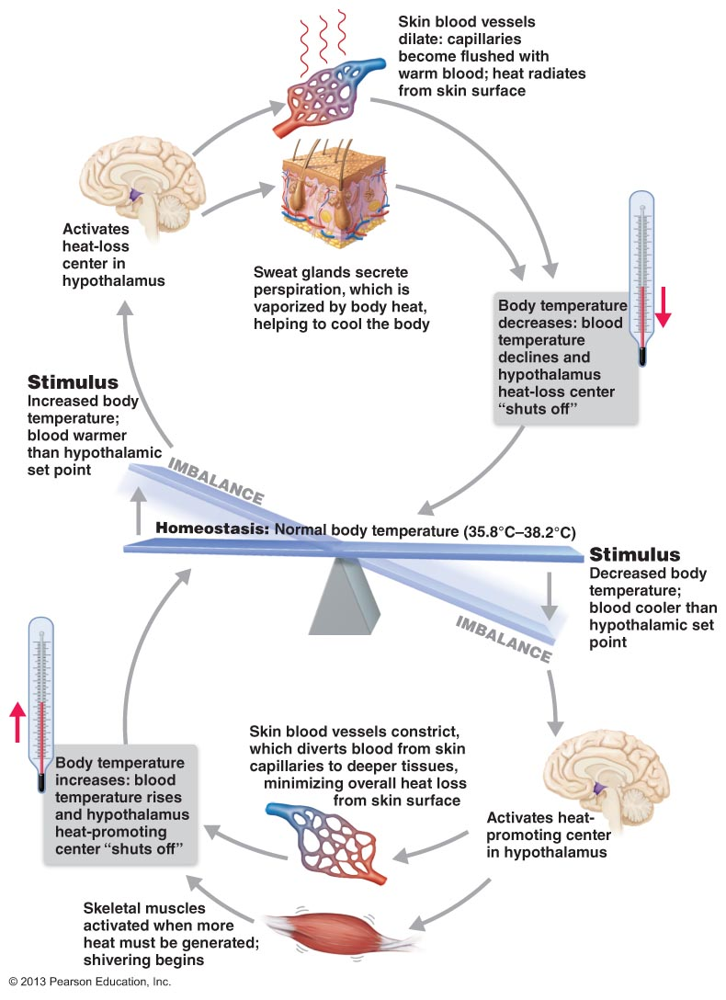 Skin blood vessels
dilate: capillaries
become flushed with
warm blood; heat radiates
from skin surface
Activates
heat-loss
center in
hypothalamus
Sweat glands secrete
perspiration, which is
vaporized by body heat,
helping to cool the body
Body temperature
decreases: blood
temperature
declines and
hypothalamus
heat-loss center
“shuts off”
Stimulus
Increased body
temperature;
blood warmer
than hypothalamic
set point
IMBALANCE
Homeostasis: Normal body temperature (35.8°C–38.2°C)
Stimulus
Decreased body
temperature;
blood cooler than
hypothalamic set
point
IMBALANCE
Skin blood vessels constrict,
which diverts blood from skin
capillaries to deeper tissues,
minimizing overall heat loss
from skin surface
Activates heat-
promoting center
in hypothalamus
Body temperature
increases: blood
temperature rises
and hypothalamus
heat-promoting
center “shuts off”
Skeletal muscles
activated when more
heat must be generated;
shivering begins
© 2013 Pearson Education, Inc.